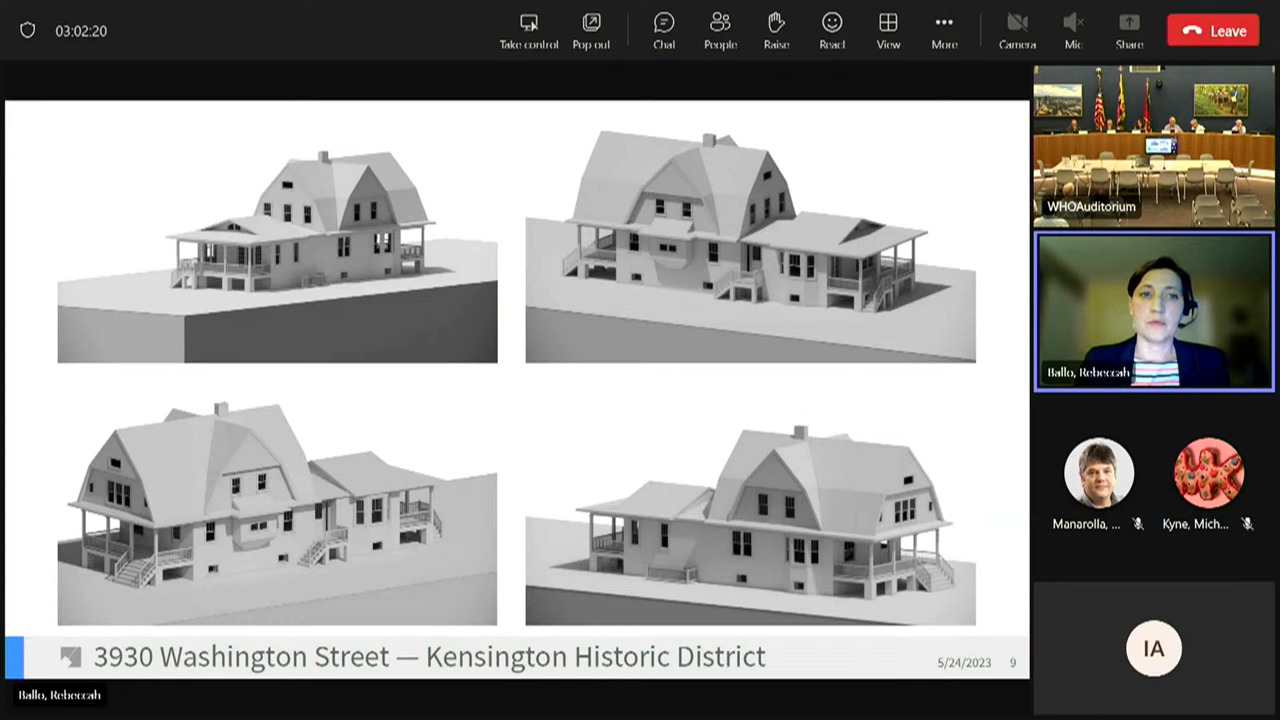 03:02:20
Take control
Pop out
Chat
People
Raise
React
View
More
Camera
Mic
Share
Leave
WHOAuditorium
Ballo, Rebeccah
Manarolla, ...
Kyne, Mich...
IA
3930 Washington Street — Kensington Historic District
5/24/2023 9
Ballo, Rebeccah